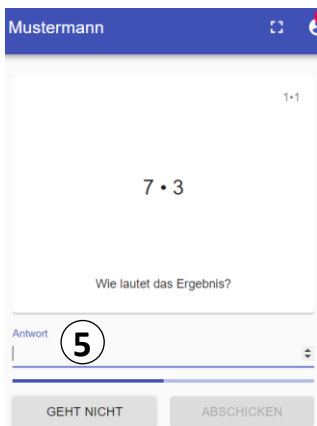 Mustermann
1•1
7 • 3
Wie lautet das Ergebnis?
Antwort
5
GEHT NICHT
ABSCHICKEN